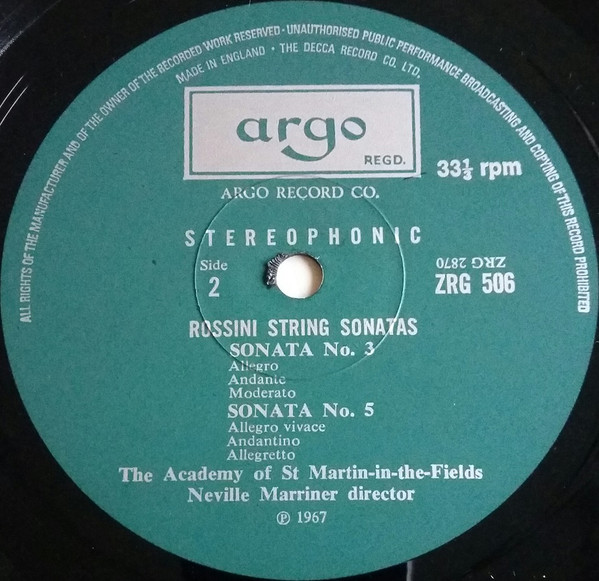 ALL RIGHTS OF THE MANUFACTURER AND OF THE OWNER OF THE RECORDED WORK RESERVED · UNAUTHORISED PUBLIC PERFORMANCE BROADCASTING AND COPYING OF THIS RECORD PROHIBITED
MADE IN ENGLAND · THE DECCA RECORD CO. LTD.
argo
REGD.
33⅓ rpm
ARGO RECORD CO.
STEREOPHONIC
Side
2
ZRG 2870
ZRG 506
ROSSINI STRING SONATAS
SONATA No. 3
Allegro
Andante
Moderato
SONATA No. 5
Allegro vivace
Andantino
Allegretto
The Academy of St Martin-in-the-Fields
Neville Marriner director
℗ 1967